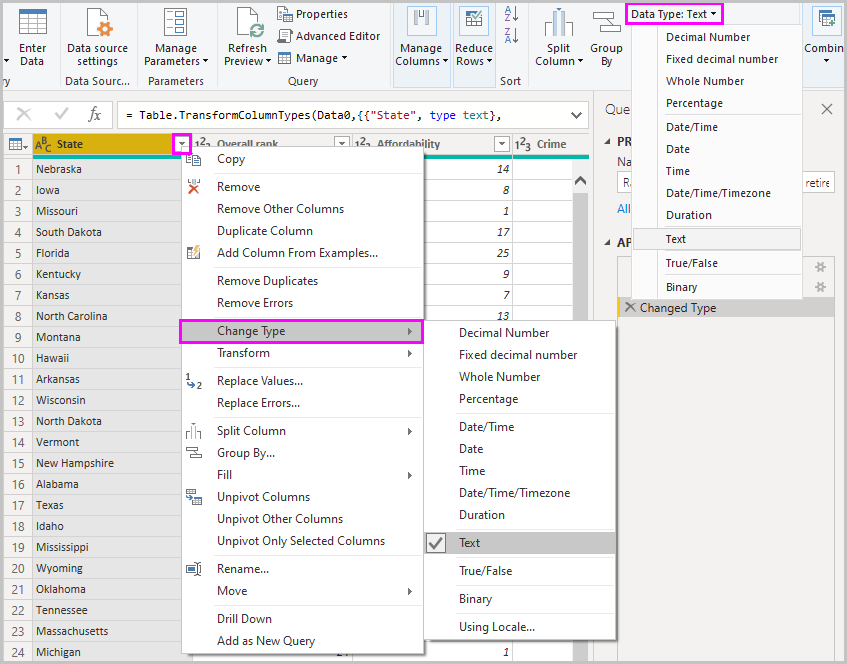 Enter Data
Data source settings
Manage Parameters
Refresh Preview
Properties
Advanced Editor
Manage
Manage Columns
Reduce Rows
Split Column
Group By
Data Type: Text
Combin
ry
Data Sourc...
Parameters
Query
Sort
Decimal Number
Fixed decimal number
Whole Number
Percentage
Date/Time
Date
Time
Date/Time/Timezone
Duration
Text
True/False
Binary
fx
= Table.TransformColumnTypes(Data0,{{"State", type text},
Que
PR
Na
Ra
retire
All
AP
Changed Type
ABC State
123 Overall rank
123 Affordability
123 Crime
1 Nebraska 14
2 Iowa 8
3 Missouri 1
4 South Dakota 17
5 Florida 25
6 Kentucky 9
7 Kansas 7
8 North Carolina 13
9 Montana
10 Hawaii
11 Arkansas
12 Wisconsin
13 North Dakota
14 Vermont
15 New Hampshire
16 Alabama
17 Texas
18 Idaho
19 Mississippi
20 Wyoming
21 Oklahoma
22 Tennessee
23 Massachusetts
24 Michigan 1
Copy
Remove
Remove Other Columns
Duplicate Column
Add Column From Examples...
Remove Duplicates
Remove Errors
Change Type
Transform
Replace Values...
Replace Errors...
Split Column
Group By...
Fill
Unpivot Columns
Unpivot Other Columns
Unpivot Only Selected Columns
Rename...
Move
Drill Down
Add as New Query
Decimal Number
Fixed decimal number
Whole Number
Percentage
Date/Time
Date
Time
Date/Time/Timezone
Duration
Text
True/False
Binary
Using Locale...